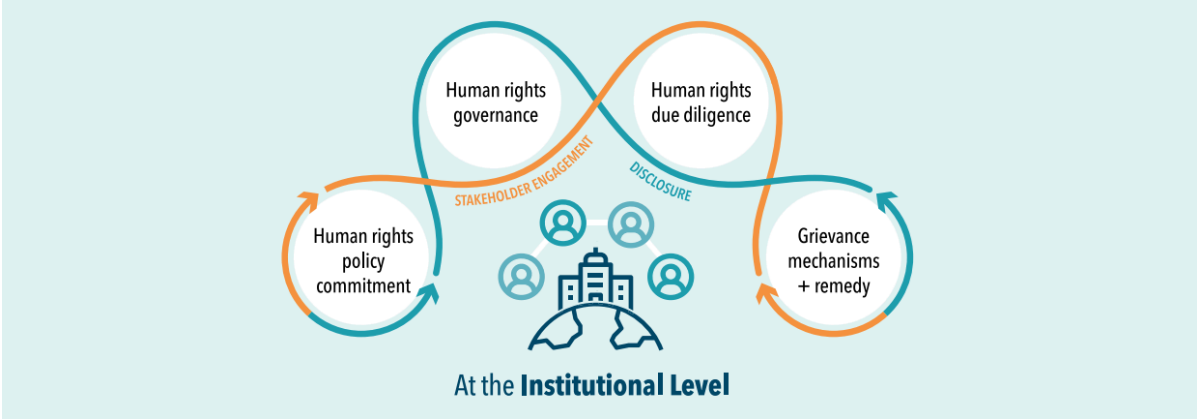 Human rights
governance
Human rights
due diligence
STAKEHOLDER ENGAGEMENT
DISCLOSURE
Human rights
policy
commitment
Grievance
mechanisms
+ remedy
At the Institutional Level